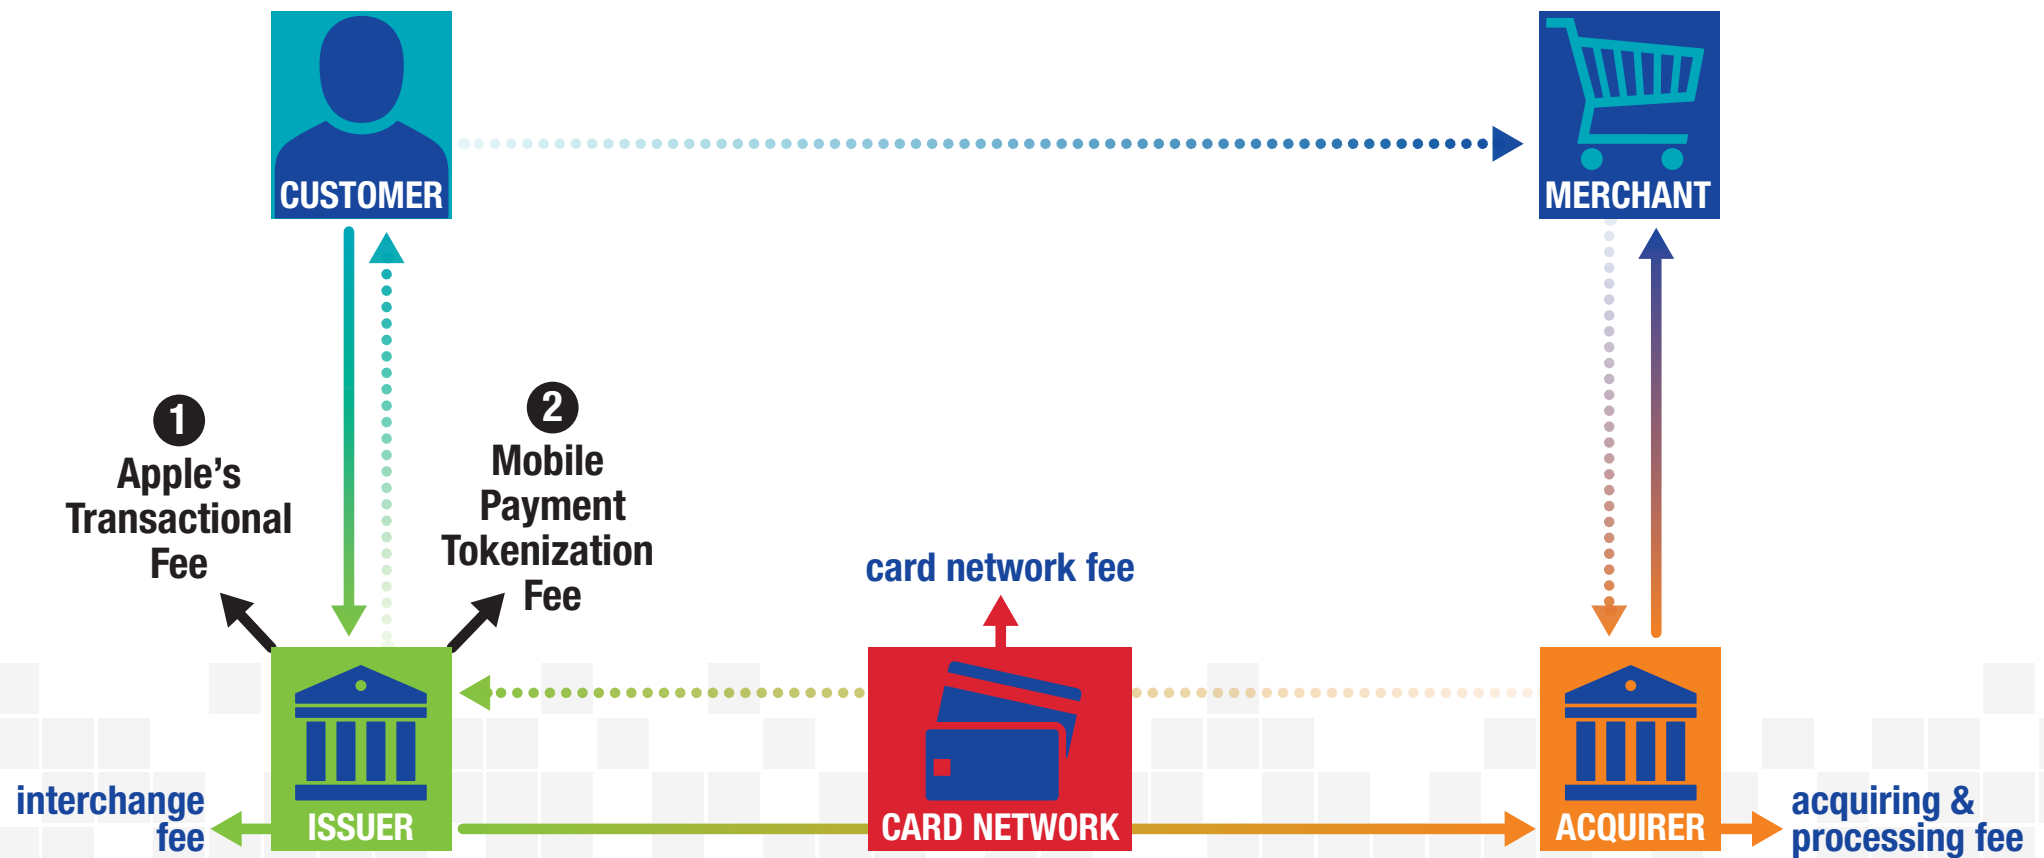 CUSTOMER
MERCHANT
1
Apple’s
Transactional
Fee
2
Mobile
Payment
Tokenization
Fee
card network fee
interchange
fee
ISSUER
CARD NETWORK
ACQUIRER
acquiring &
processing fee